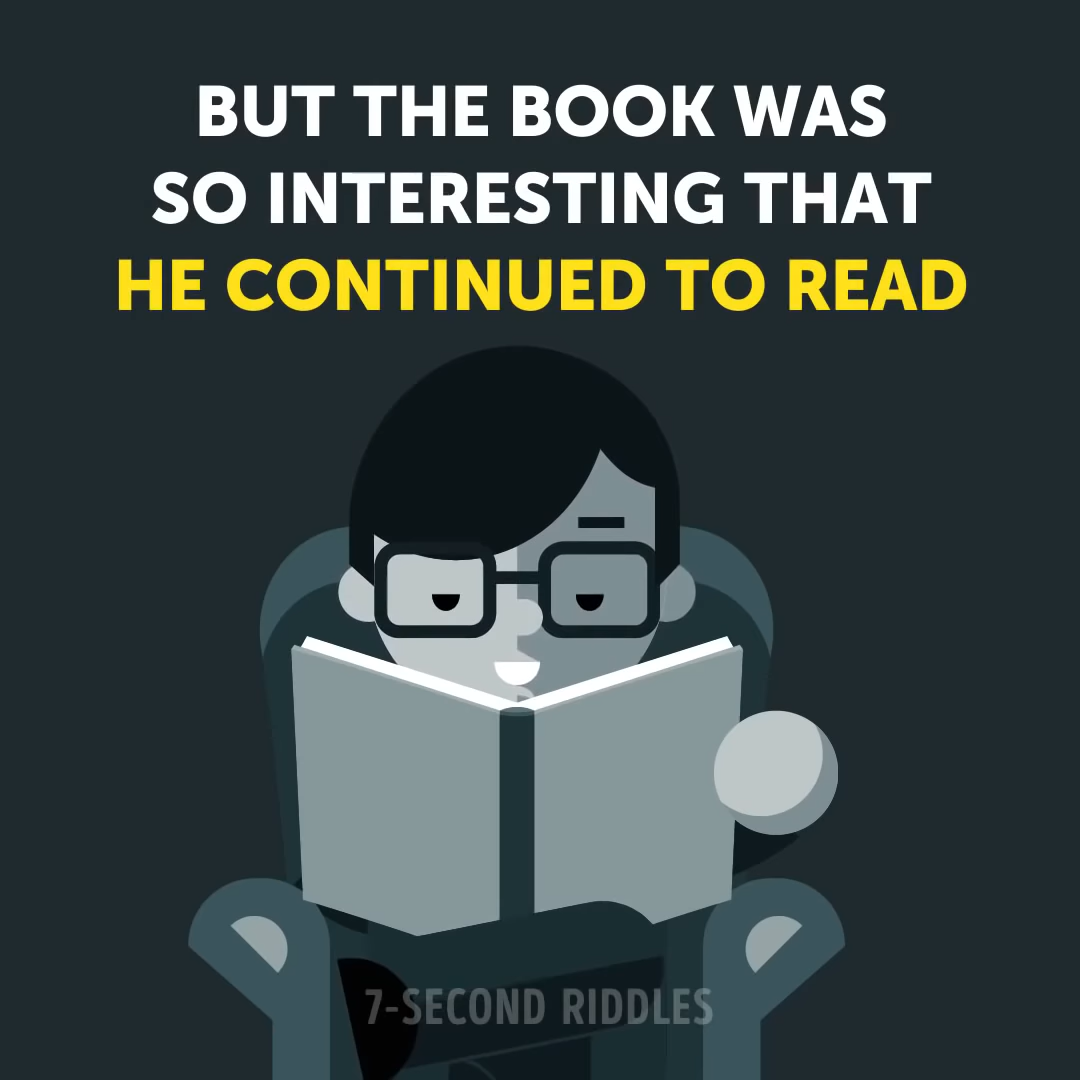 BUT THE BOOK WAS
SO INTERESTING THAT
HE CONTINUED TO READ
7-SECOND RIDDLES